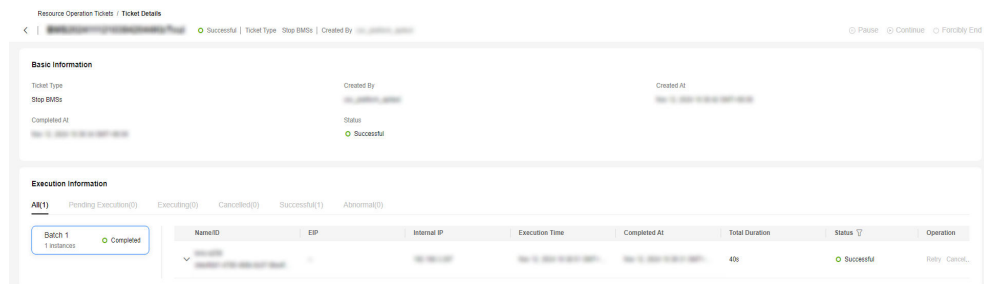 Resource Operation Tickets / Ticket Details
Successful | Ticket Type Stop BMSs | Created By
Pause Continue Forcibly End
Basic Information
Ticket Type Created By Created At
Stop BMSs
Completed At Status
Successful
Execution Information
All(1) Pending Execution(0) Executing(0) Cancelled(0) Successful(1) Abnormal(0)
Batch 1
1 instances
Completed
Name/ID EIP Internal IP Execution Time Completed At Total Duration Status Operation
-- 40s Successful Retry Cancel...